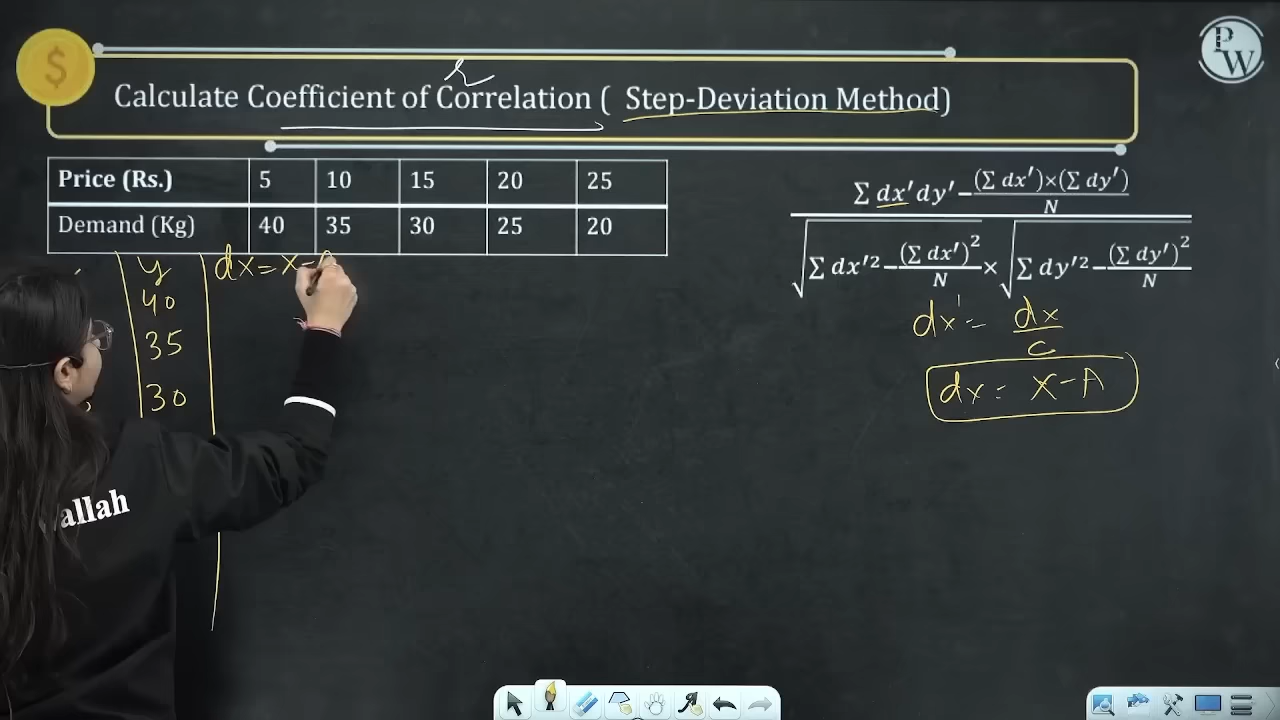 PW
$
r
Calculate Coefficient of Correlation ( Step-Deviation Method)
Price (Rs.) 5 10 15 20 25
Demand (Kg) 40 35 30 25 20
∑ dx′dy′−(∑ dx′)×(∑ dy′)/N
√∑ dx′²−(∑ dx′)²/N × √∑ dy′²−(∑ dy′)²/N
dx' = dx/c
dx = X-A
y dx = x-A
40
35
30
allah